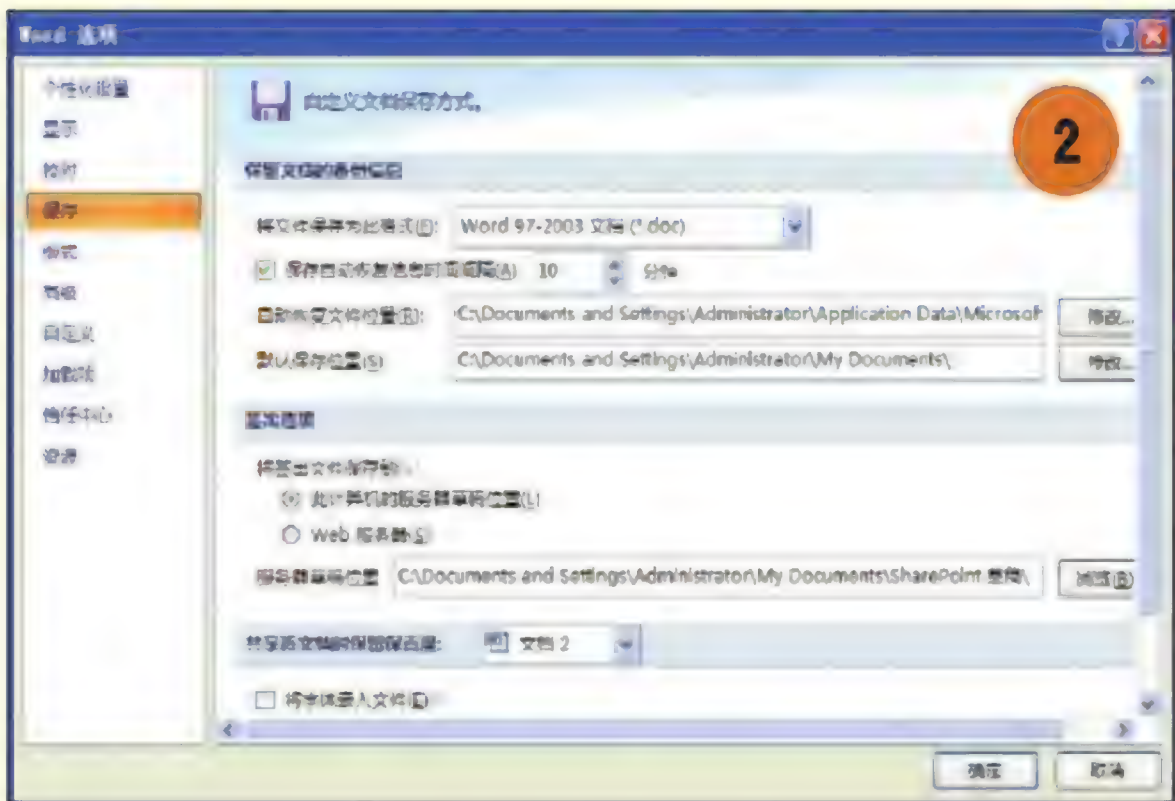 Word 选项
个性化设置
显示
校对
保存
版式
高级
自定义
加载项
信任中心
资源
自定义文档保存方式。
2
保留文档的备份信息
将文件保存为此格式(F): Word 97-2003 文档 (*.doc)
保存自动恢复信息时间间隔(A) 10 分钟
自动恢复文件位置(R): C:\Documents and Settings\Administrator\Application Data\Microsoft 修改...
默认保存位置(S) C:\Documents and Settings\Administrator\My Documents\ 修改...
选项
将签出文件保存到:
此计算机的服务器草稿位置(L)
Web 服务器(S)
服务器草稿位置 C:\Documents and Settings\Administrator\My Documents\SharePoint 草稿\ 浏览(B)
共享该文档时保留保真度: 文档 2
将字体嵌入文件(E)
确定 取消